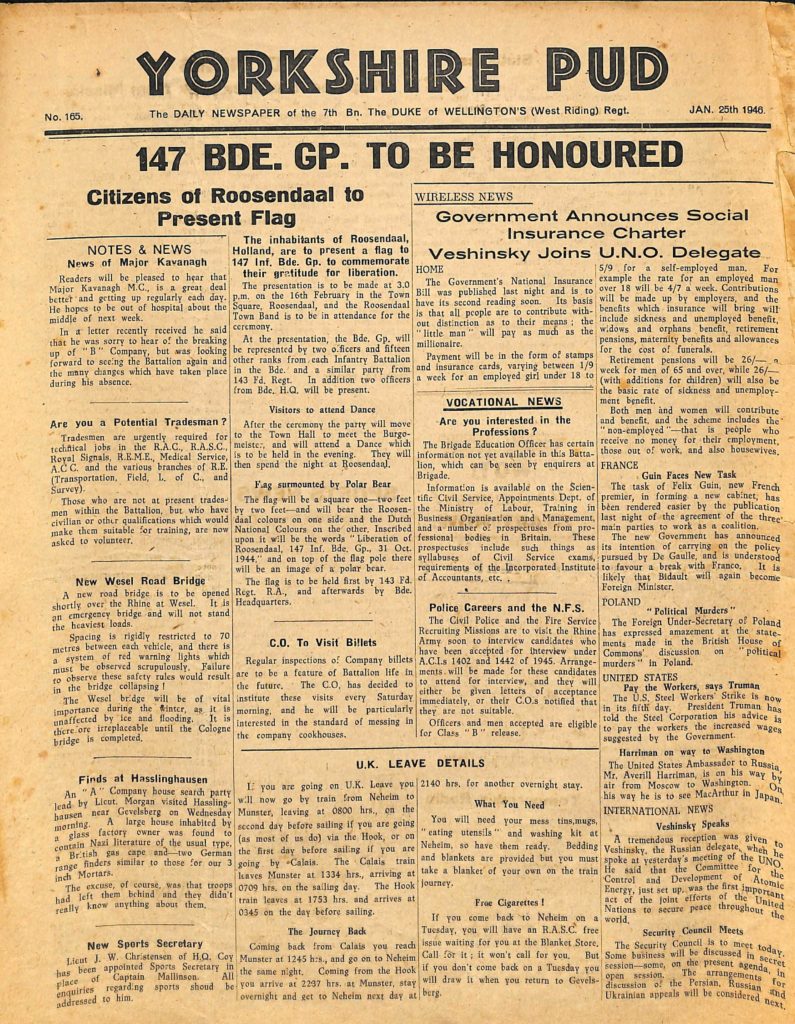 YORKSHIRE PUD
No. 165.
The DAILY NEWSPAPER of the 7th Bn. The DUKE of WELLINGTON'S (West Riding) Regt.
JAN. 25th 1946.
147 BDE. GP. TO BE HONOURED
Citizens of Roosendaal to
Present Flag
NOTES & NEWS
News of Major Kavanagh
Readers will be pleased to hear that
Major Kavanagh M.C., is a great deal
better and getting up regularly each day.
He hopes to be out of hospital about the
middle of next week.
In a letter recently received he said
that he was sorry to hear of the breaking
up of "B" Company, but was looking
forward to seeing the Battalion again and
the many changes which have taken place
during his absence.
Are you a Potential Tradesman?
Tradesmen are urgently required for
technical jobs in the R.A.C., R.A.S.C.,
Royal Signals, R.E.M.E., Medical Service,
A.C.C. and the various branches of R.E.
(Transportation, Field, L. of C., and
Survey).
Those who are not at present trades-
men within the Battalion, but who have
civilian or other qualifications which would
make them suitable for training, are now
asked to volunteer.
New Wesel Road Bridge
A new road bridge is to be opened
shortly over the Rhine at Wesel. It is
an emergency bridge and will not stand
the heaviest loads.
Spacing is rigidly restricted to 70
metres between each vehicle, and there is
a system of red warning lights which
must be observed scrupulously. Failure
to observe these safety rules would result
in the bridge collapsing!
The Wesel bridge will be of vital
importance during the winter, as it is
unaffected by ice and flooding. It is
therefore irreplaceable until the Cologne
bridge is completed.
Finds at Hasslinghausen
An "A" Company house search party
lead by Lieut. Morgan visited Hassling-
hausen near Gevelsberg on Wednesday
morning. A large house inhabited by
a glass factory owner was found to
contain Nazi literature of the usual type,
a British gas cape and—two German
range finders similar to those for our 3
inch Mortars.
The excuse, of course, was that troops
had left them behind and they didn't
really know anything about them.
New Sports Secretary
Lieut J. W. Christensen of H.Q. Coy
has been appointed Sports Secretary in
place of Captain Mallinson. All
enquiries regarding sports shoud be
addressed to him.
The inhabitants of Roosendaal,
Holland, are to present a flag to
147 Inf. Bde. Gp. to commemorate
their gratitude for liberation.
The presentation is to be made at 3.0
p.m. on the 16th February in the Town
Square, Roosendaal, and the Roosendaal
Town Band is to be in attendance for the
ceremony.
At the presentation, the Bde. Gp. will
be represented by two officers and fifteen
other ranks from each Infantry Battalion
in the Bde. and a similar party from
143 Fd. Regt. In addition two officers
from Bde. H.Q. will be present.
Visitors to attend Dance
After the ceremony the party will move
to the Town Hall to meet the Burgo-
meister, and will attend a Dance which
is to be held in the evening. They will
then spend the night at Roosendaal.
Flag surmounted by Polar Bear
The flag will be a square one—two feet
by two feet—and will bear the Roosen-
daal colours on one side and the Dutch
National Colours on the other. Inscribed
upon it will be the words "Liberation of
Roosendaal, 147 Inf. Bde. Gp., 31 Oct.
1944," and on top of the flag pole there
will be an image of a polar bear.
The flag is to be held first by 143 Fd.
Regt. R.A., and afterwards by Bde.
Headquarters.
C.O. To Visit Billets
Regular inspections of Company billets
are to be a feature of Battalion life in
the future. The C.O. has decided to
institute these visits every Saturday
morning, and he will be particularly
interested in the standard of messing in
the company cookhouses.
WIRELESS NEWS
Government Announces Social
Insurance Charter
Veshinsky Joins U.N.O. Delegate
HOME
The Government's National Insurance
Bill was published last night and is to
have its second reading soon. Its basis
is that all people are to contribute with-
out distinction as to their means; the
"little man" will pay as much as the
millionaire.
Payment will be in the form of stamps
and insurance cards, varying between 1/9
a week for an employed girl under 18 to
5/9 for a self-employed man. For
example the rate for an employed man
over 18 will be 4/7 a week. Contributions
will be made up by employers, and the
benefits which insurance will bring will
include sickness and unemployed benefit,
widows and orphans benefit, retirement
pensions, maternity benefits and allowances
for the cost of funerals.
Retirement pensions will be 26/— a
week for men of 65 and over, while 26/—
(with additions for children) will also be
the basic rate of sickness and unemploy-
ment benefit.
Both men and women will contribute
and benefit, and the scheme includes the
"non-employed"—that is people who
receive no money for their employment,
those out of work, and also housewives.
FRANCE
Guin Faces New Task
The task of Felix Guin, new French
premier, in forming a new cabinet, has
been rendered easier by the publication
last night of the agreement of the three
main parties to work as a coalition.
The new Government has announced
its intention of carrying on the policy
pursued by De Gaulle, and is understood
to favour a break with Franco. It is
likely that Bidault will again become
Foreign Minister.
POLAND
"Political Murders"
The Foreign Under-Secretary of Poland
has expressed amazement at the state-
ments made in the British House of
Commons' discussion on "political
murders" in Poland.
UNITED STATES
Pay the Workers, says Truman
The U.S. Steel Workers' Strike is now
in its fifth day. President Truman has
told the Steel Corporation his advice is
to pay the workers the increased wages
suggested by the Government.
Harriman on way to Washington
The United States Ambassador to Russia,
Mr. Averill Harriman, is on his way by
air from Moscow to Washington. On
his way he is to see MacArthur in Japan.
INTERNATIONAL NEWS
Veshinsky Speaks
A tremendous reception was given to
Veshinsky, the Russian delegate, when he
spoke at yesterday's meeting of the UNO.
He said that the Committee for the
Control and Development of Atomic
Energy, just set up, was the first important
act of the joint efforts of the United
Nations to secure peace throughout the
world.
Security Council Meets
The Security Council is to meet today.
Some business will be discussed in secret
session—some, on the present agenda, in
open session. The arrangements for
discussion of the Persian, Russian and
Ukrainian appeals will be considered next.
VOCATIONAL NEWS
Are you interested in the
Professions?
The Brigade Education Officer has certain
information not yet available in this Batta-
lion, which can be seen by enquirers at
Brigade.
Information is available on the Scien-
tific Civil Service, Appointments Dept. of
the Ministry of Labour, Training in
Business Organisation and Management,
and a number of prospectuses from pro-
fessional bodies in Britain. These
prospectuses include such things as
syllabuses of Civil Service exams,
requirements of the Incorporated Institute
of Accountants, etc.
Police Careers and the N.F.S.
The Civil Police and the Fire Service
Recruiting Missions are to visit the Rhine
Army soon to interview candidates who
have been accepted for interview under
A.C.I.s 1402 and 1442 of 1945. Arrange-
ments will be made for these candidates
to attend for interview, and they will
either be given letters of acceptance
immediately, or their C.O.s notified that
they are not suitable.
Officers and men accepted are eligible
for Class "B" release.
U.K. LEAVE DETAILS
If you are going on U.K. Leave you
will now go by train from Neheim to
Munster, leaving at 0800 hrs., on the
second day before sailing if you are going
(as most of us do) via the Hook, or on
the first day before sailing if you are
going by Calais. The Calais train
leaves Munster at 1334 hrs., arriving at
0709 hrs. on the sailing day. The Hook
train leaves at 1753 hrs. and arrives at
0345 on the day before sailing.
The Journey Back
Coming back from Calais you reach
Munster at 1245 hrs., and go on to Neheim
the same night. Coming from the Hook
you arrive at 2237 hrs. at Munster, stay
overnight and get to Neheim next day at
2140 hrs. for another overnight stay.
What You Need
You will need your mess tins, mugs,
"eating utensils" and washing kit at
Neheim, so have them ready. Bedding
and blankets are provided but you must
take a blanket of your own on the train
journey.
Free Cigarettes!
If you come back to Neheim on a
Tuesday, you will have an R.A.S.C. free
issue waiting for you at the Blanket Store.
Call for it; it won't call for you. But
if you don't come back on a Tuesday you
will draw it when you return to Gevels-
berg.